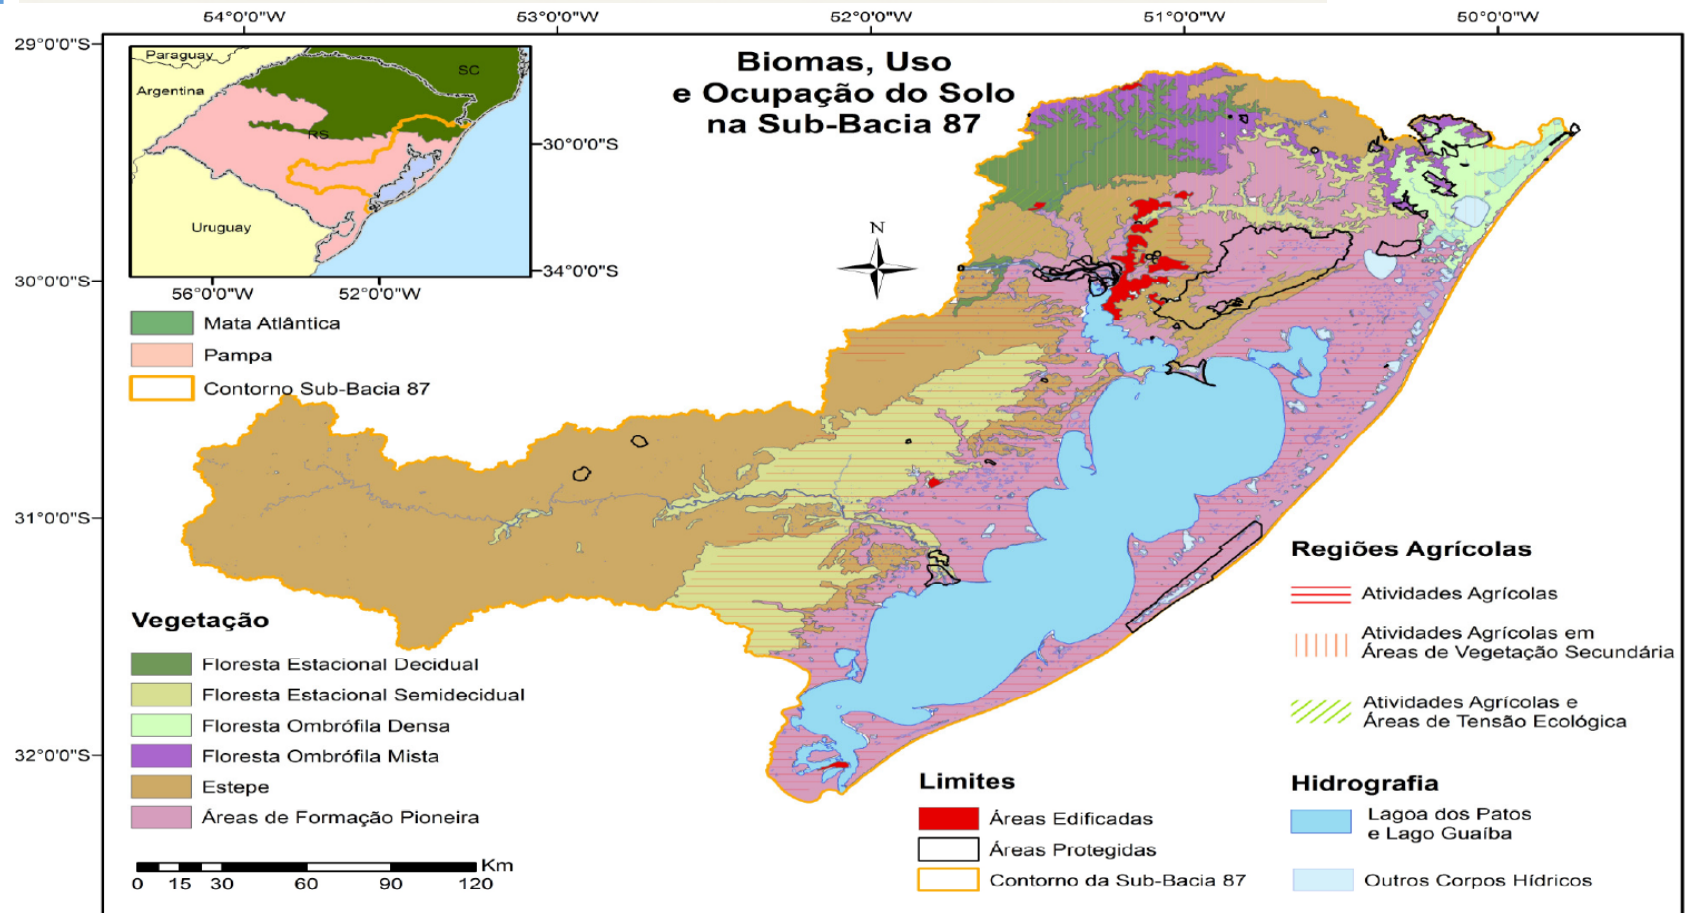 54°0'0"W
53°0'0"W
52°0'0"W
51°0'0"W
50°0'0"W
29°0'0"S
30°0'0"S
31°0'0"S
32°0'0"S
Paraguay
Argentina
Uruguay
SC
RS
30°0'0"S
34°0'0"S
56°0'0"W
52°0'0"W
Biomas, Uso
e Ocupação do Solo
na Sub-Bacia 87
N
Mata Atlântica
Pampa
Contorno Sub-Bacia 87
Vegetação
Floresta Estacional Decidual
Floresta Estacional Semidecidual
Floresta Ombrófila Densa
Floresta Ombrófila Mista
Estepe
Áreas de Formação Pioneira
Km
0 15 30 60 90 120
Limites
Áreas Edificadas
Áreas Protegidas
Contorno da Sub-Bacia 87
Regiões Agrícolas
Atividades Agrícolas
Atividades Agrícolas em
Áreas de Vegetação Secundária
Atividades Agrícolas e
Áreas de Tensão Ecológica
Hidrografia
Lagoa dos Patos
e Lago Guaíba
Outros Corpos Hídricos